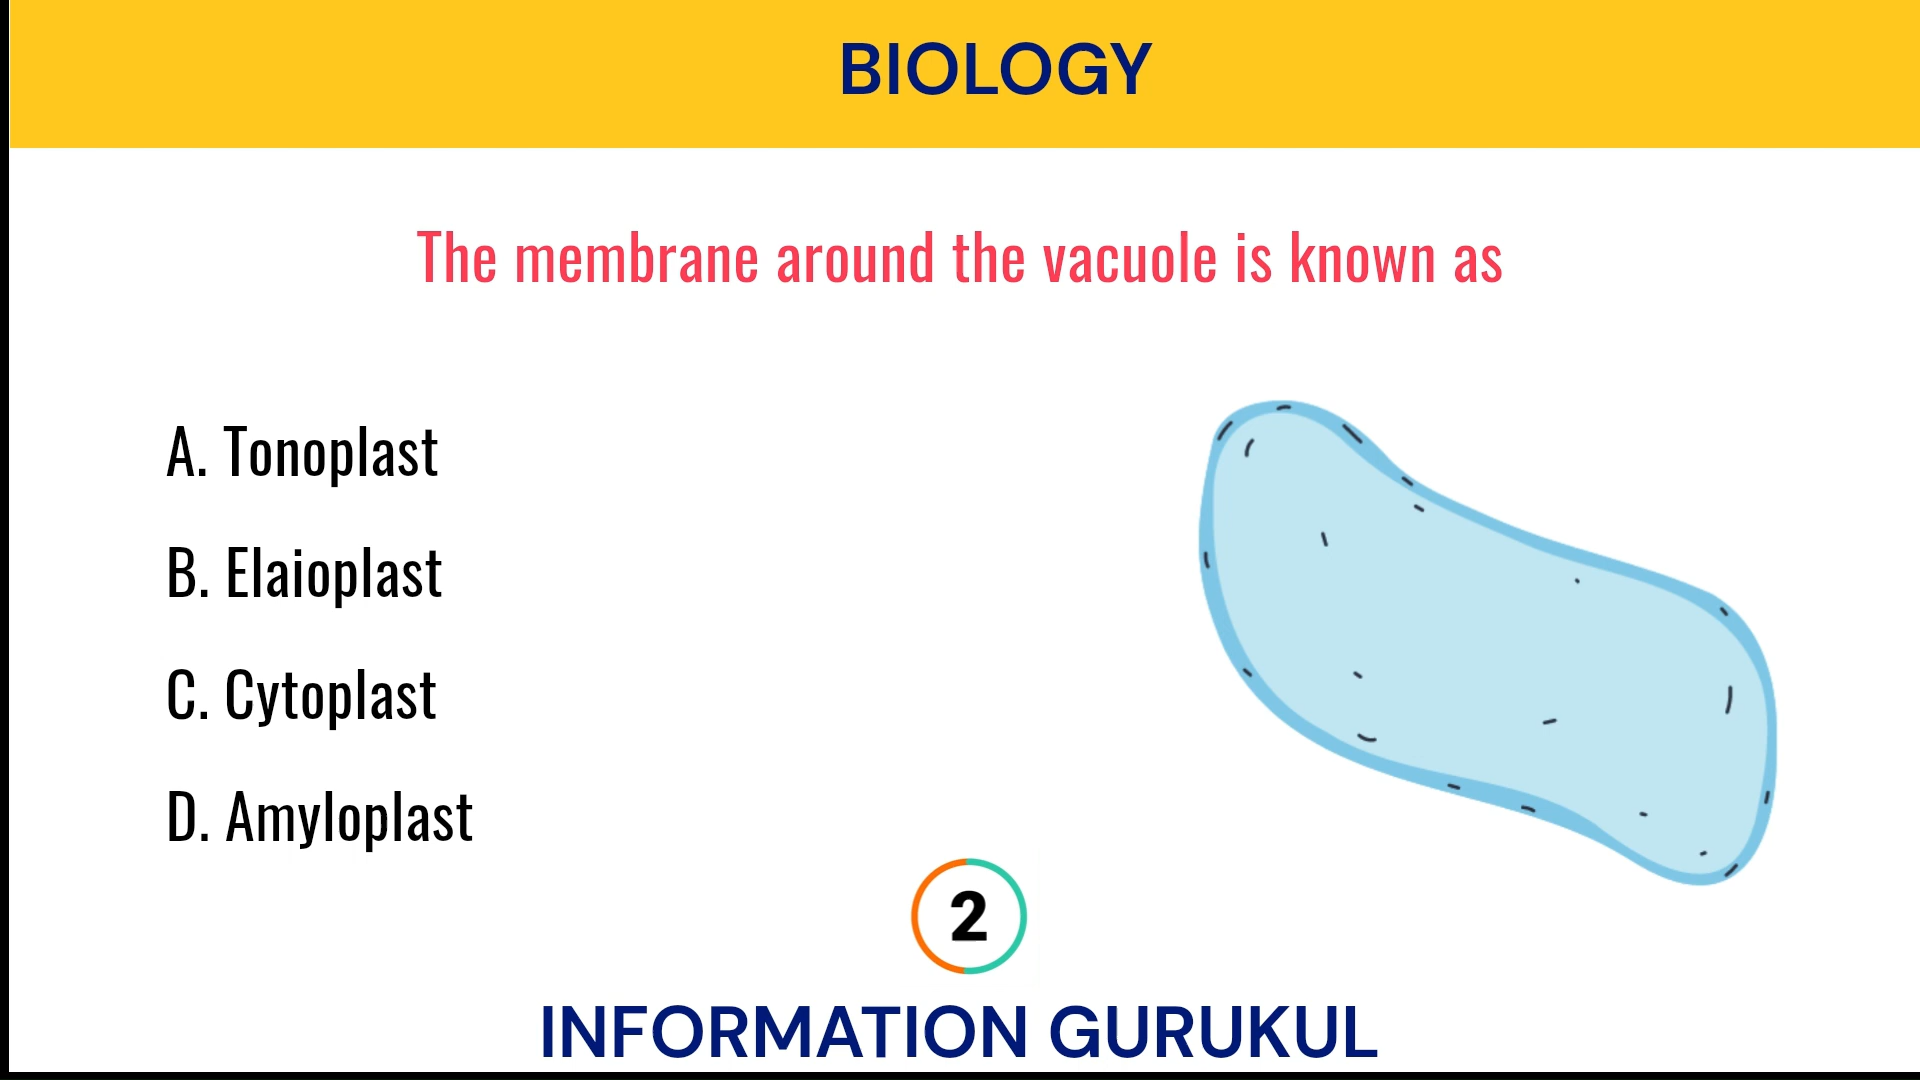 BIOLOGY
The membrane around the vacuole is known as
A. Tonoplast
B. Elaioplast
C. Cytoplast
D. Amyloplast
2
INFORMATION GURUKUL